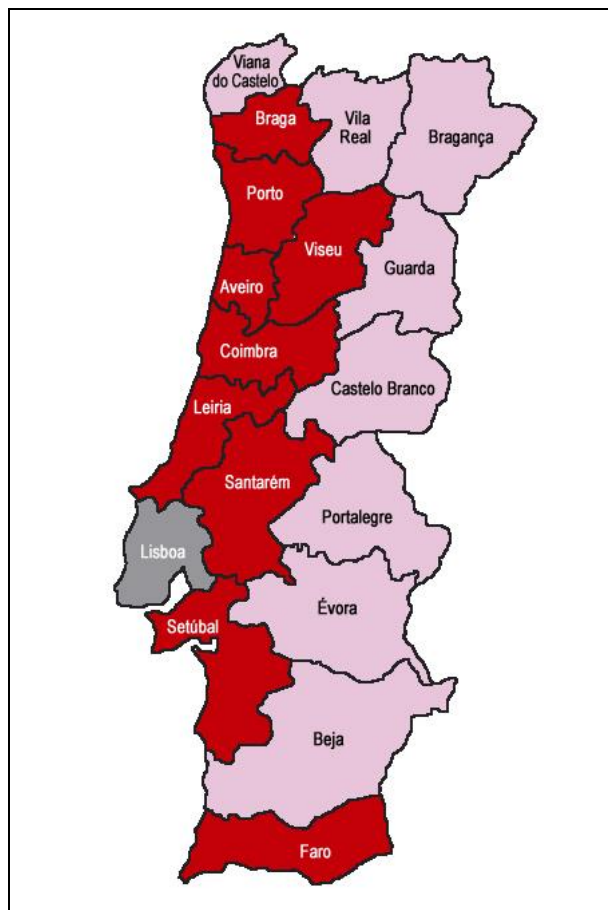 Viana
do Castelo
Braga
Vila
Real
Bragança
Porto
Viseu
Guarda
Aveiro
Coimbra
Castelo Branco
Leiria
Santarém
Portalegre
Lisboa
Évora
Setúbal
Beja
Faro